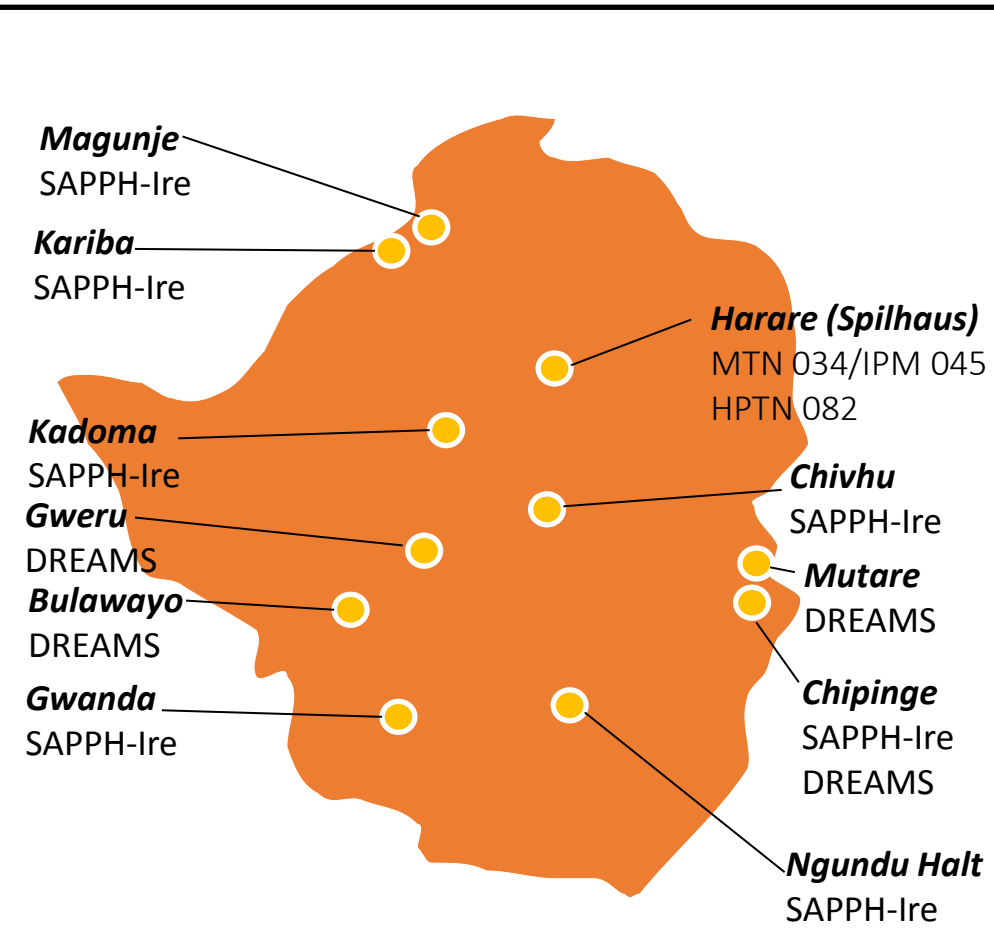 Magunje
SAPPH-Ire
Kariba
SAPPH-Ire
Harare (Spilhaus)
MTN 034/IPM 045
HPTN 082
Kadoma
SAPPH-Ire
Gweru
DREAMS
Bulawayo
DREAMS
Gwanda
SAPPH-Ire
Chivhu
SAPPH-Ire
Mutare
DREAMS
Chipinge
SAPPH-Ire
DREAMS
Ngundu Halt
SAPPH-Ire